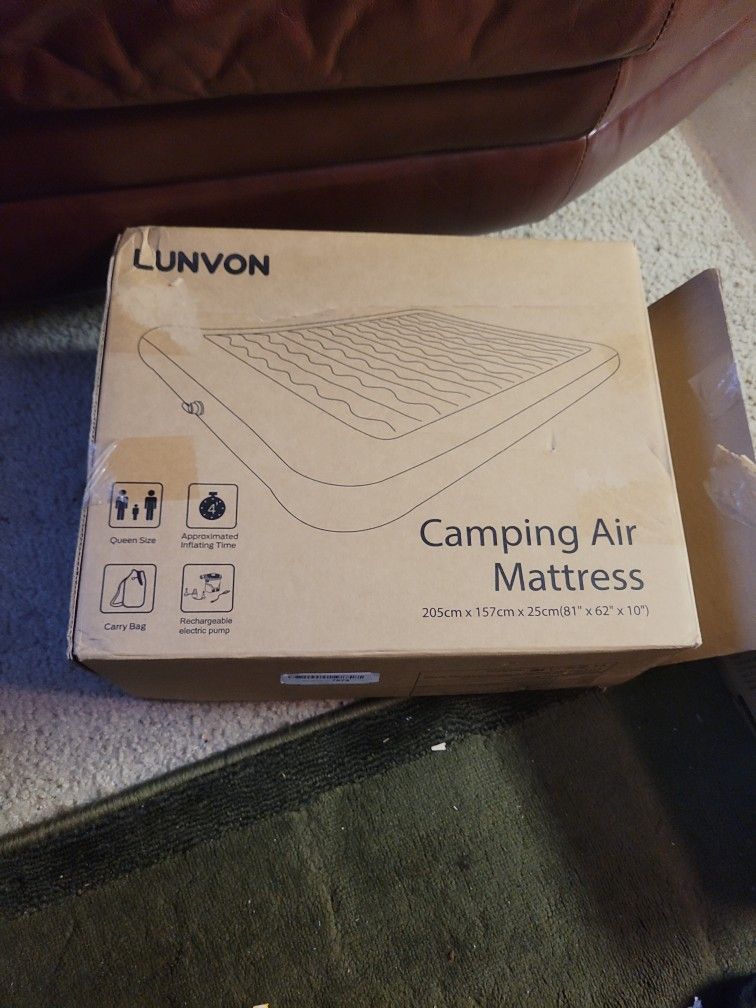 LUNVON
4
Queen Size
Approximated
Inflating Time
Carry Bag
Rechargeable
electric pump
Camping Air
Mattress
205cm x 157cm x 25cm(81" x 62" x 10")